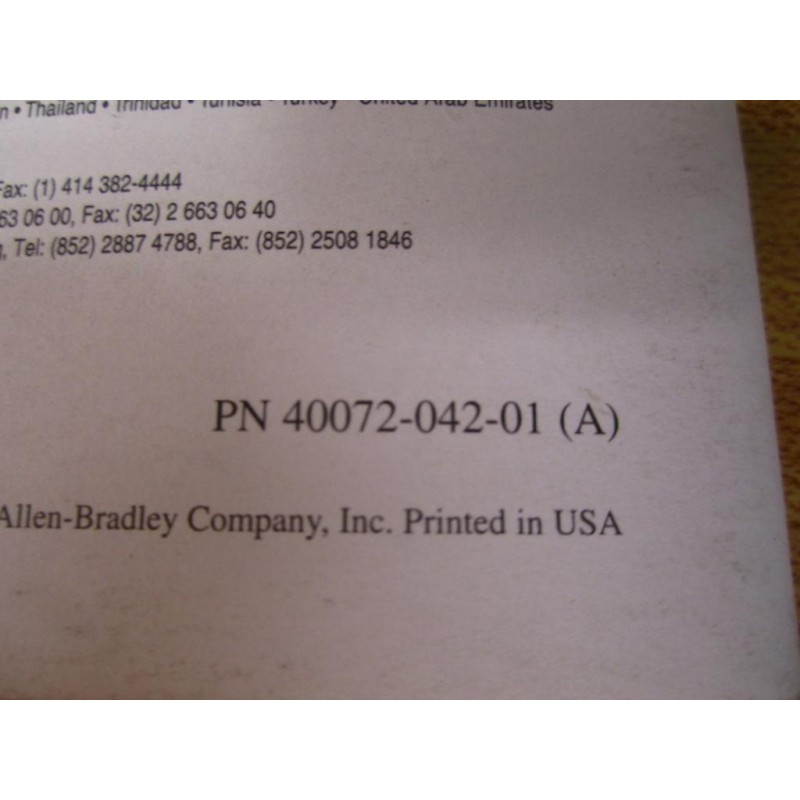 • Thailand • Trinidad • Tunisia • Turkey • United Arab Emirates
Fax: (1) 414 382-4444
63 06 00, Fax: (32) 2 663 06 40
, Tel: (852) 2887 4788, Fax: (852) 2508 1846
PN 40072-042-01 (A)
Allen-Bradley Company, Inc. Printed in USA